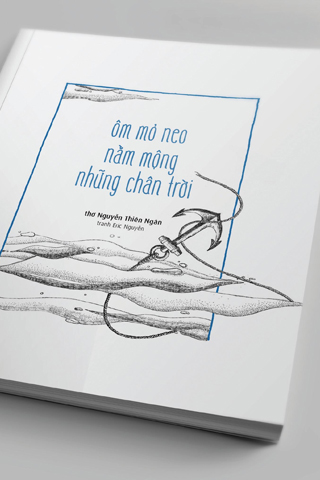 ôm mỏ neo
nằm mộng
những chân trời
thơ Nguyễn Thiên Ngân
tranh Eric Nguyễn